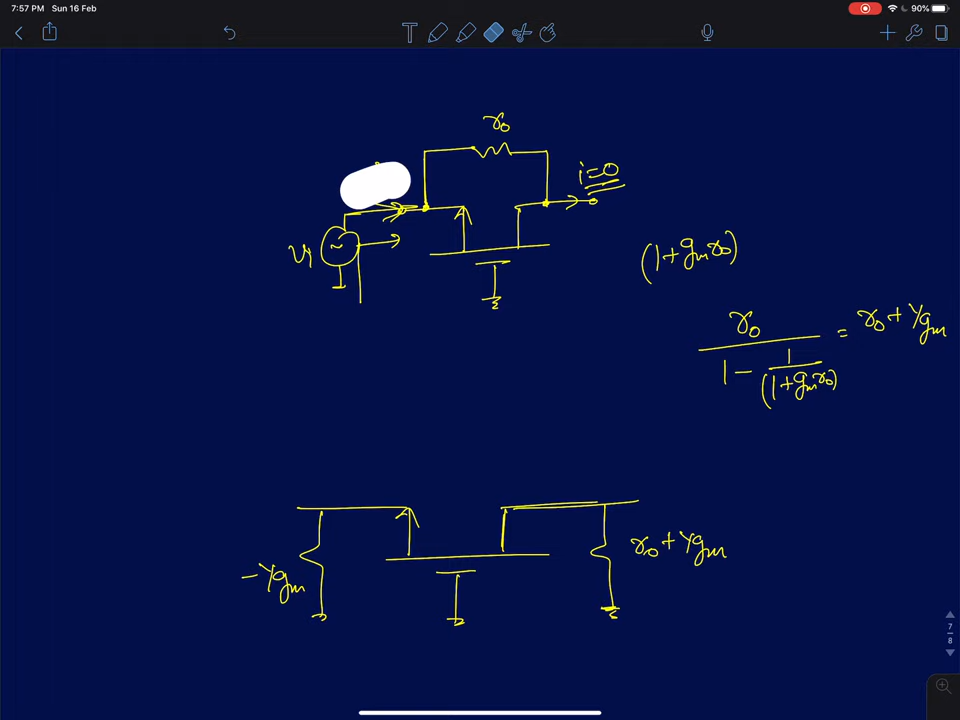 7:57 PM Sun 16 Feb
90%
r₀
i=0
V₁
(1+gₘr₀)
r₀ / (1 − 1/(1+gₘr₀)) = r₀ + 1/gₘ
−1/gₘ
r₀ + 1/gₘ
7
8